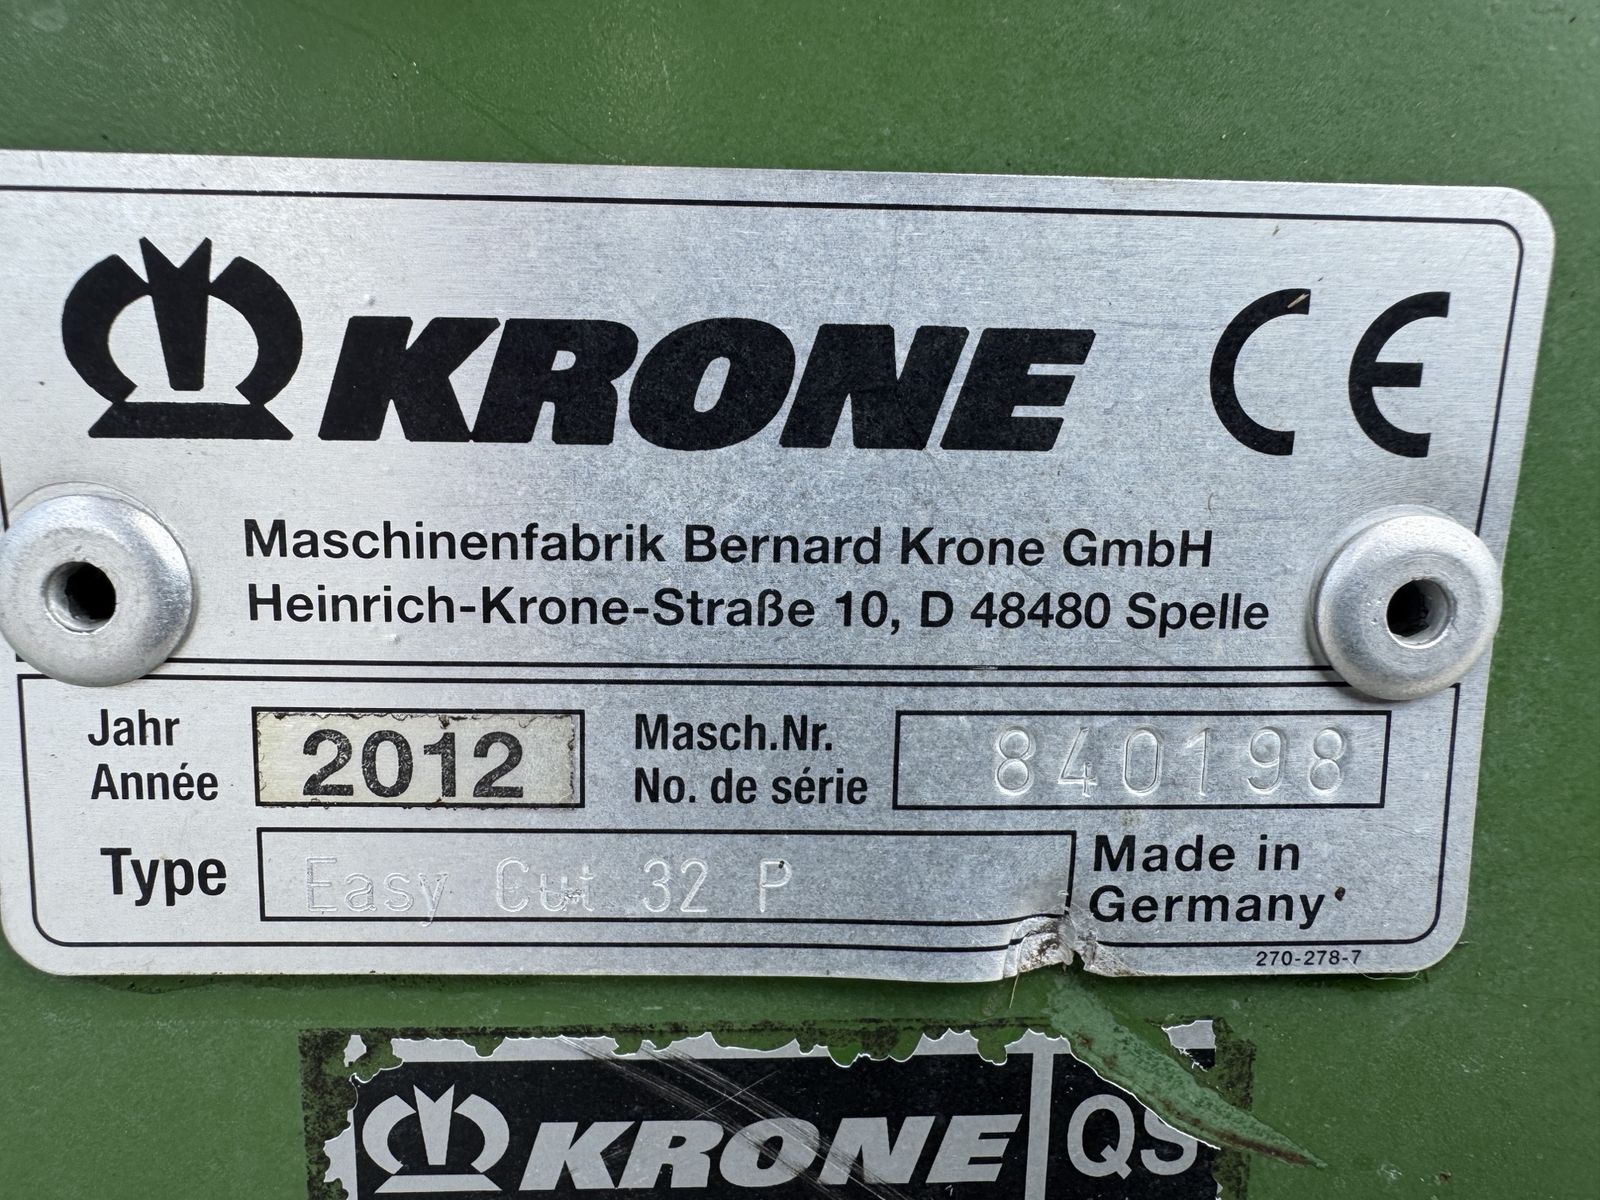 KRONE CE
Maschinenfabrik Bernard Krone GmbH
Heinrich-Krone-Straße 10, D 48480 Spelle
Jahr
Année
2012
Masch.Nr.
No. de série
840198
Type
Easy Cut 32 P
Made in
Germany
270-278-7
KRONE QS